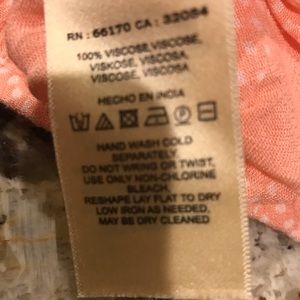 RN : 66170 CA : 32054
100% VISCOSE, VISCOSE,
VISKOSE, VISCOSA
VISCOSE
HECHO EN INDIA
HAND WASH COLD
SEPARATELY
DO NOT WRING OR TWIST,
USE ONLY NON-CHLORINE
BLEACH.
RESHAPE LAY FLAT TO DRY
LOW IRON AS NEEDED,
MAY BE DRY CLEANED